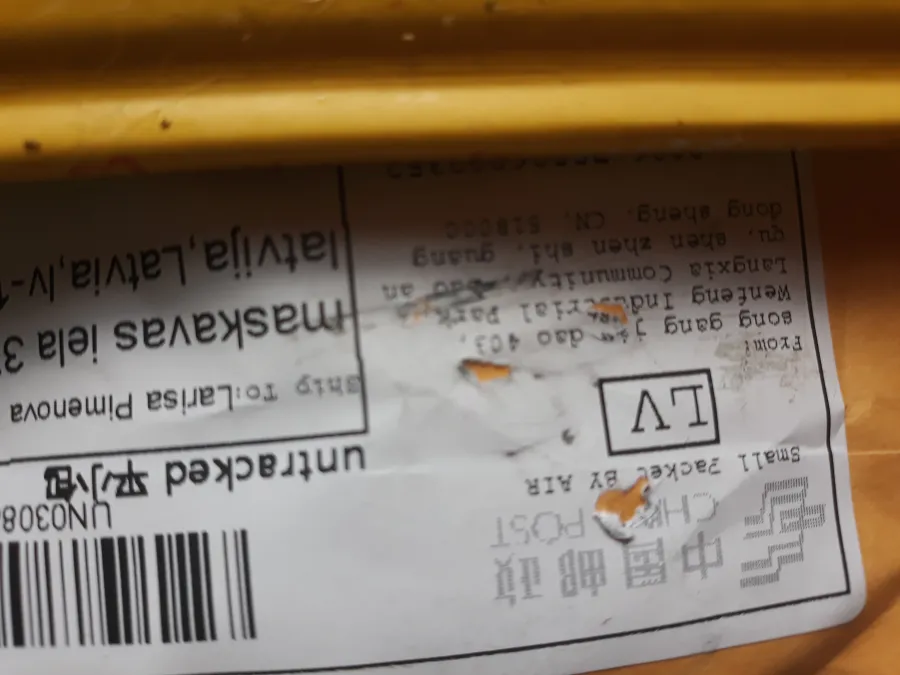 中国邮政
CHINA POST
Small Packet BY AIR
LV
From:
song gang jie dao 403,
Wenfeng Industrial Park,
Langxia Community, bao an
qu, shen zhen shi, guang
dong sheng, CN, 518000
UN0308
untracked 平小包
Ship To:Larisa Pimenova
maskavas iela 3
latvija,Latvia,lv-1